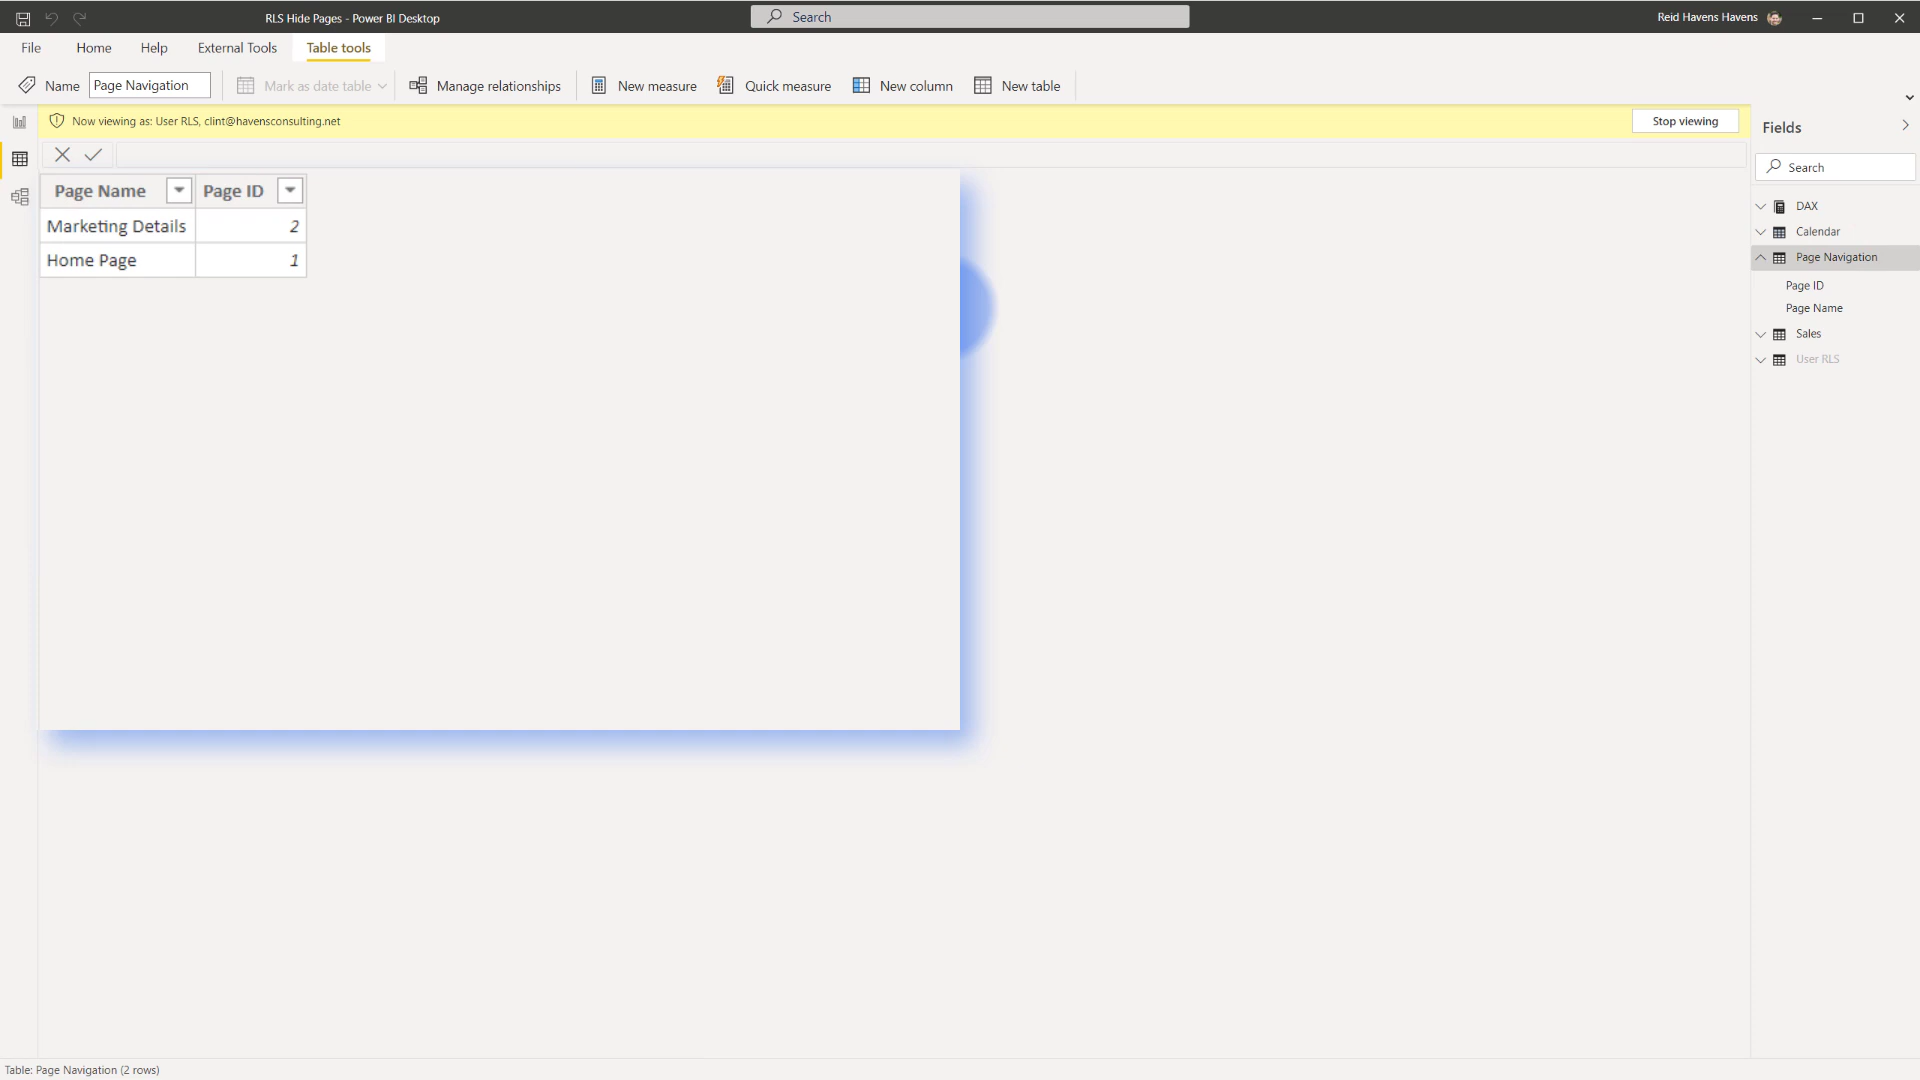 RLS Hide Pages - Power BI Desktop
Search
Reid Havens Havens
File Home Help External Tools Table tools
Name Page Navigation Mark as date table Manage relationships New measure Quick measure New column New table
Now viewing as: User RLS, clint@havensconsulting.net
Stop viewing
Page Name Page ID
Marketing Details 2
Home Page 1
Fields
Search
DAX
Calendar
Page Navigation
Page ID
Page Name
Sales
User RLS
Table: Page Navigation (2 rows)